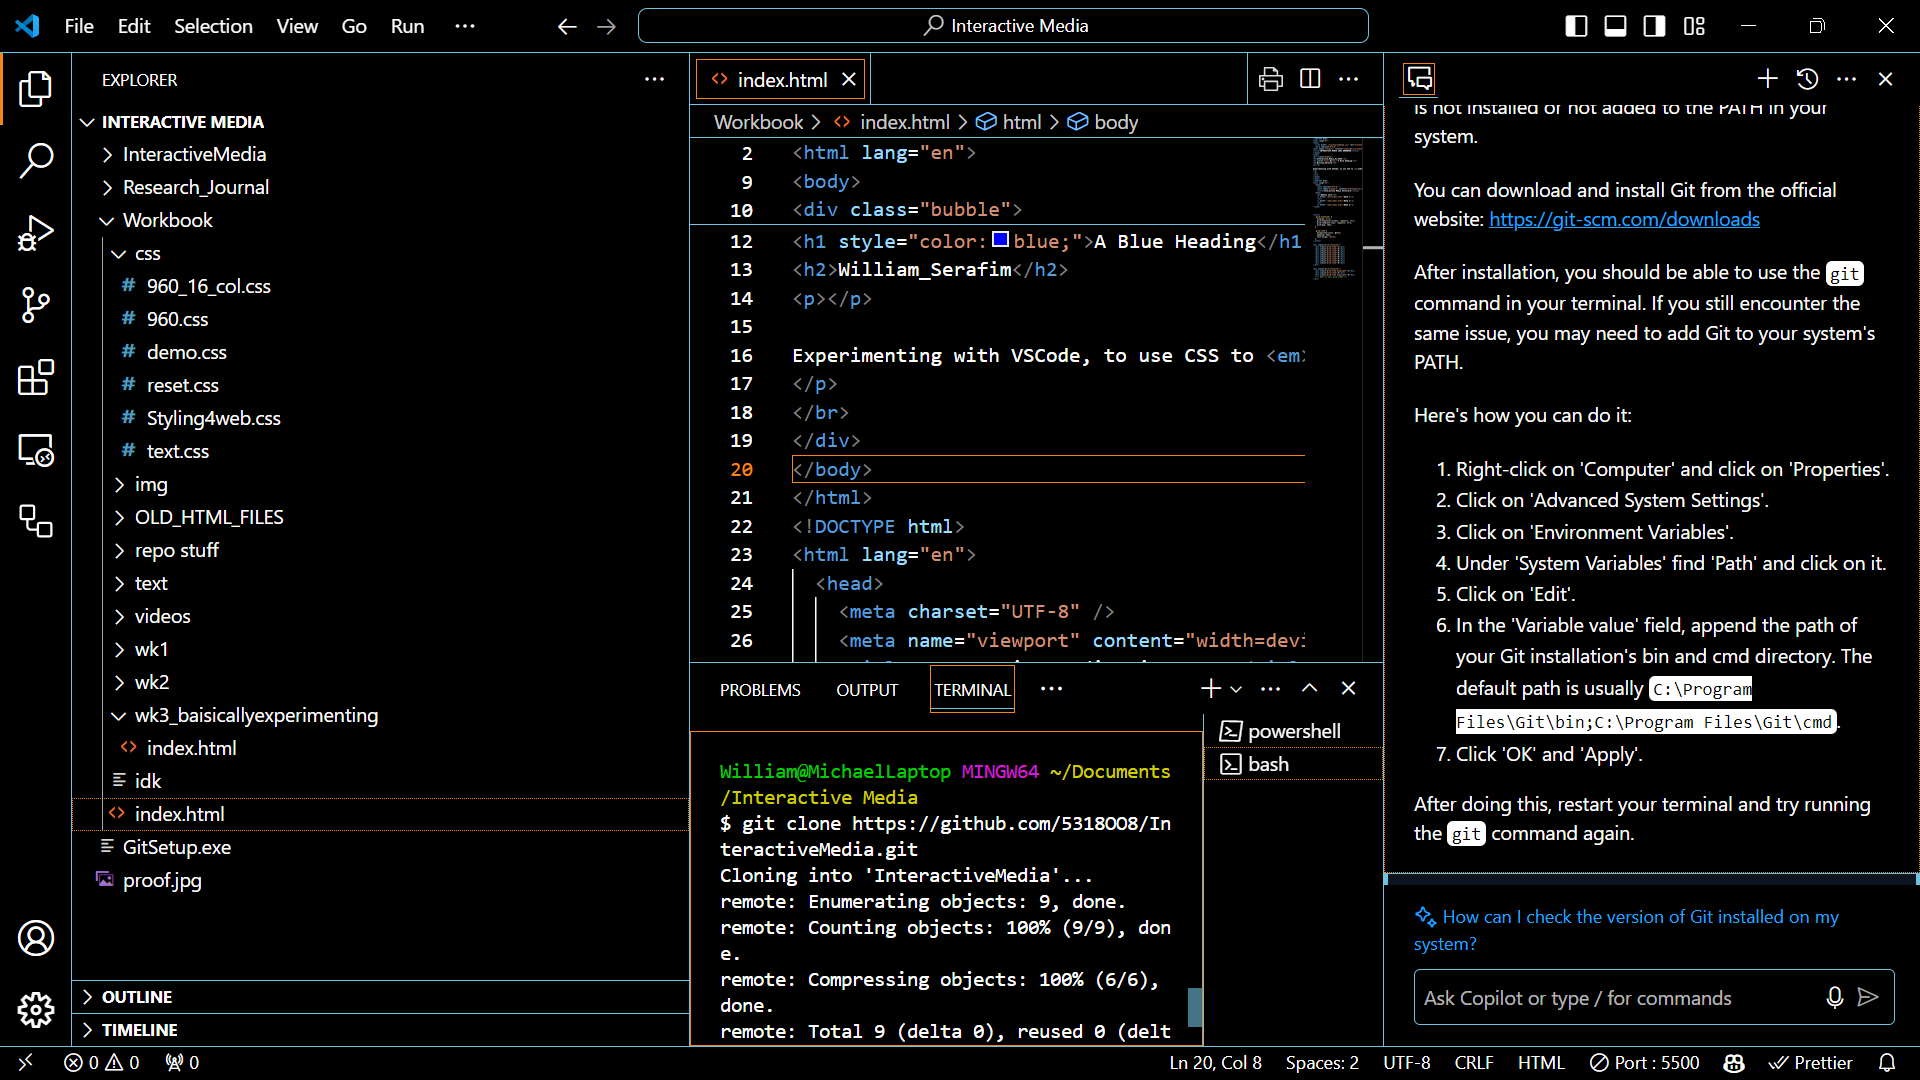 File Edit Selection View Go Run
Interactive Media
EXPLORER
INTERACTIVE MEDIA
InteractiveMedia
Research_Journal
Workbook
css
# 960_16_col.css
# 960.css
# demo.css
# reset.css
# Styling4web.css
# text.css
img
OLD_HTML_FILES
repo stuff
text
videos
wk1
wk2
wk3_baisicallyexperimenting
<> index.html
idk
<> index.html
GitSetup.exe
proof.jpg
OUTLINE
TIMELINE
<> index.html
Workbook > <> index.html > html > body
2 <html lang="en">
9 <body>
10 <div class="bubble">
12 <h1 style="color:blue;">A Blue Heading</h1
13 <h2>William_Serafim</h2>
14 <p></p>
15
16 Experimenting with VSCode, to use CSS to <em>
17 </p>
18 </br>
19 </div>
20 </body>
21 </html>
22 <!DOCTYPE html>
23 <html lang="en">
24 <head>
25 <meta charset="UTF-8" />
26 <meta name="viewport" content="width=devi
PROBLEMS OUTPUT TERMINAL
powershell
bash
William@MichaelLaptop MINGW64 ~/Documents
/Interactive Media
$ git clone https://github.com/5318OO8/In
teractiveMedia.git
Cloning into 'InteractiveMedia'...
remote: Enumerating objects: 9, done.
remote: Counting objects: 100% (9/9), don
e.
remote: Compressing objects: 100% (6/6),
done.
remote: Total 9 (delta 0), reused 0 (delt
is not installed or not added to the PATH in your
system.
You can download and install Git from the official
website: https://git-scm.com/downloads
After installation, you should be able to use the git
command in your terminal. If you still encounter the
same issue, you may need to add Git to your system's
PATH.
Here's how you can do it:
1. Right-click on 'Computer' and click on 'Properties'.
2. Click on 'Advanced System Settings'.
3. Click on 'Environment Variables'.
4. Under 'System Variables' find 'Path' and click on it.
5. Click on 'Edit'.
6. In the 'Variable value' field, append the path of
your Git installation's bin and cmd directory. The
default path is usually C:\Program
Files\Git\bin;C:\Program Files\Git\cmd.
7. Click 'OK' and 'Apply'.
After doing this, restart your terminal and try running
the git command again.
How can I check the version of Git installed on my
system?
Ask Copilot or type / for commands
0 0 0
Ln 20, Col 8 Spaces: 2 UTF-8 CRLF HTML Port : 5500 Prettier